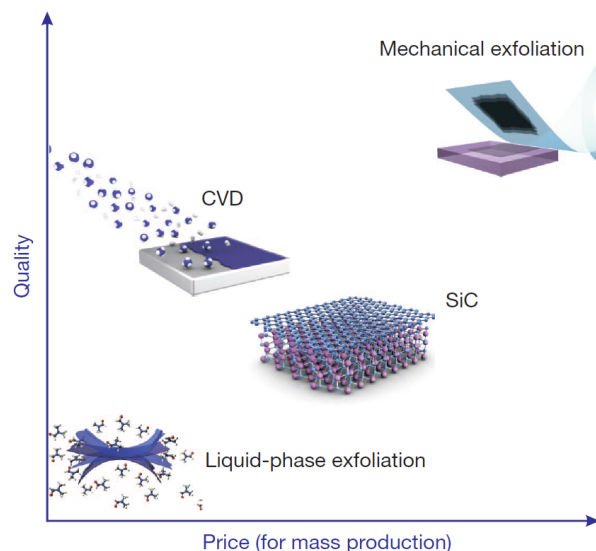 Mechanical exfoliation
CVD
SiC
Liquid-phase exfoliation
Quality
Price (for mass production)